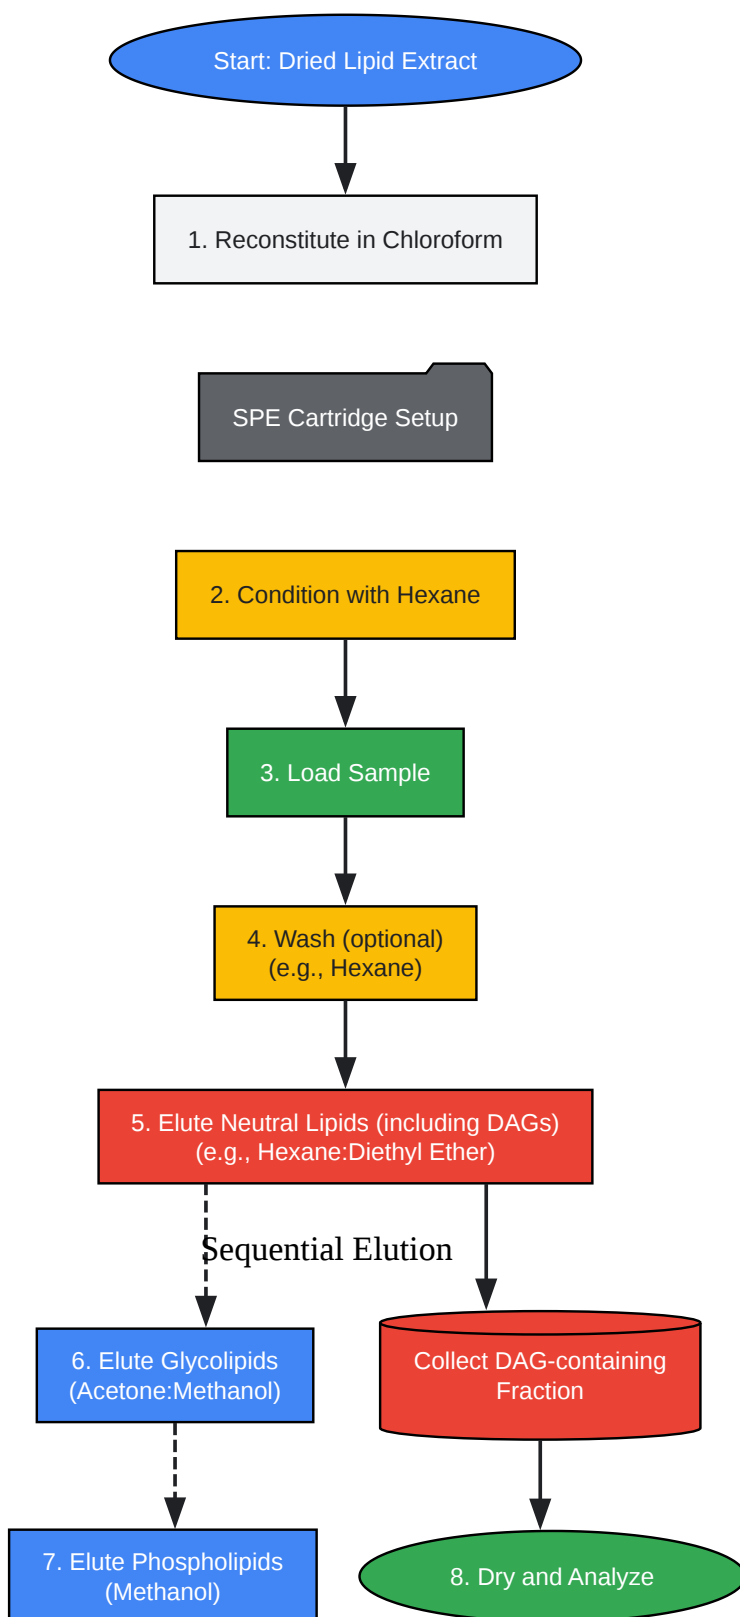 Start: Dried Lipid Extract
1. Reconstitute in Chloroform
SPE Cartridge Setup
2. Condition with Hexane
3. Load Sample
4. Wash (optional)
(e.g., Hexane)
5. Elute Neutral Lipids (including DAGs)
(e.g., Hexane:Diethyl Ether)
Sequential Elution
6. Elute Glycolipids
(Acetone:Methanol)
Collect DAG-containing
Fraction
7. Elute Phospholipids
(Methanol)
8. Dry and Analyze